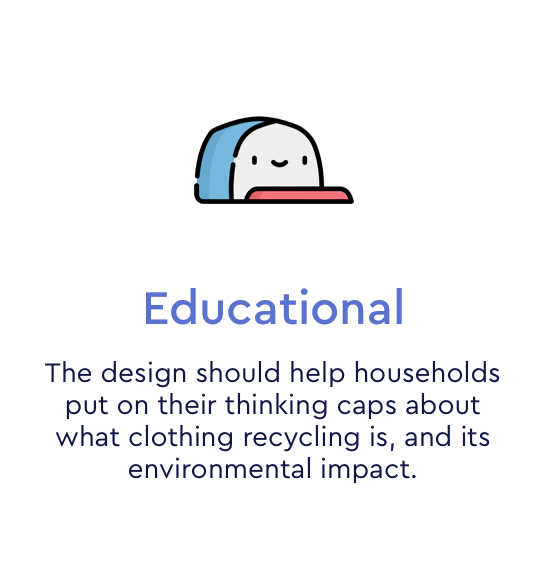 Educational
The design should help households
put on their thinking caps about
what clothing recycling is, and its
environmental impact.